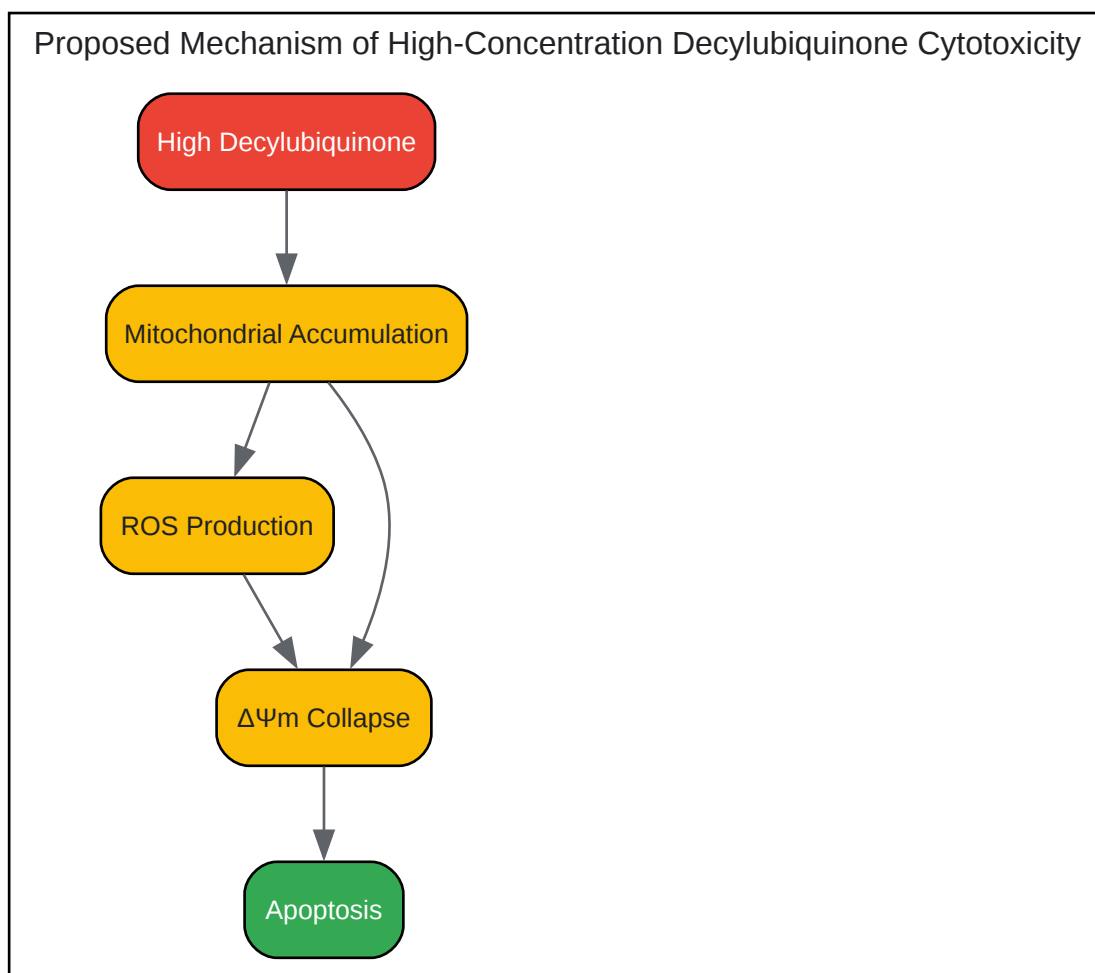 Proposed Mechanism of High-Concentration Decylubiquinone Cytotoxicity
High Decylubiquinone
Mitochondrial Accumulation
ROS Production
ΔΨm Collapse
Apoptosis